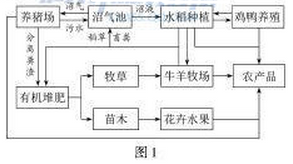 养猪场
沼气
污水
沼气池
沼液
水稻种植
鸡鸭养殖
分离粪渣
稻草
畜粪
有机堆肥
牧草
牛羊牧场
农产品
苗木
花卉水果
图1